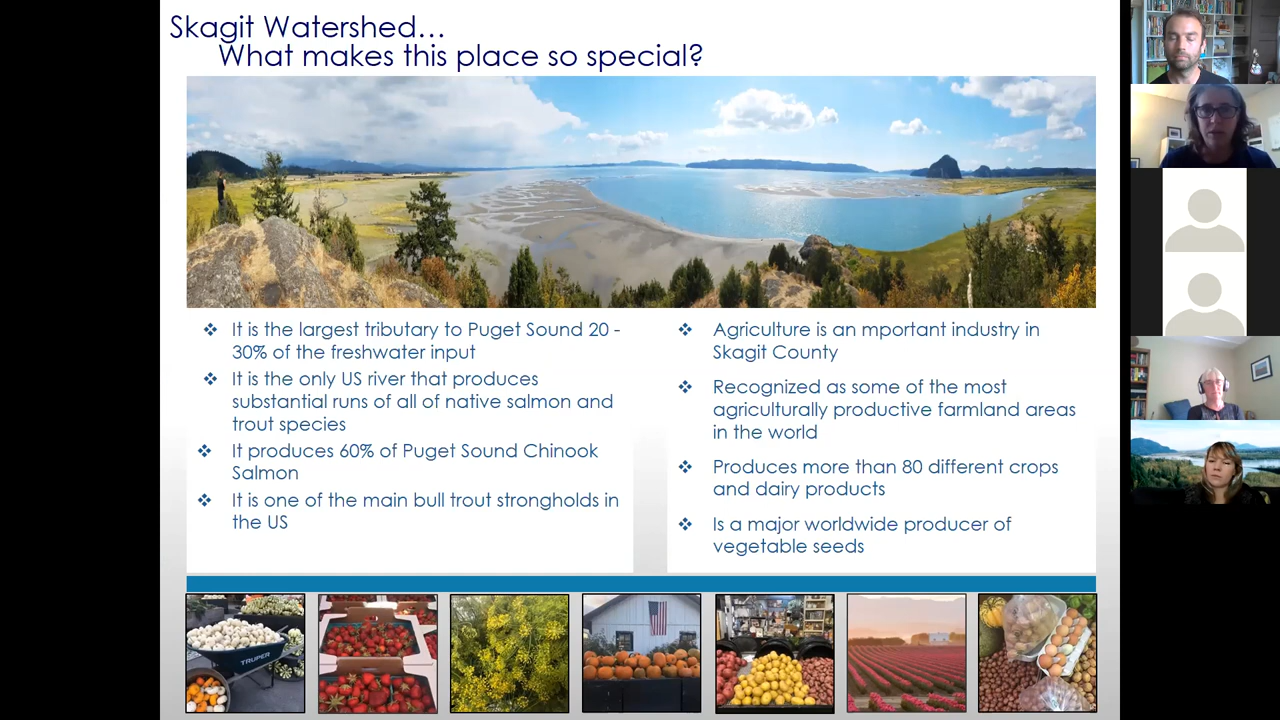 Skagit Watershed…
What makes this place so special?
It is the largest tributary to Puget Sound 20 -
30% of the freshwater input
It is the only US river that produces
substantial runs of all of native salmon and
trout species
It produces 60% of Puget Sound Chinook
Salmon
It is one of the main bull trout strongholds in
the US
Agriculture is an mportant industry in
Skagit County
Recognized as some of the most
agriculturally productive farmland areas
in the world
Produces more than 80 different crops
and dairy products
Is a major worldwide producer of
vegetable seeds
TRUPER